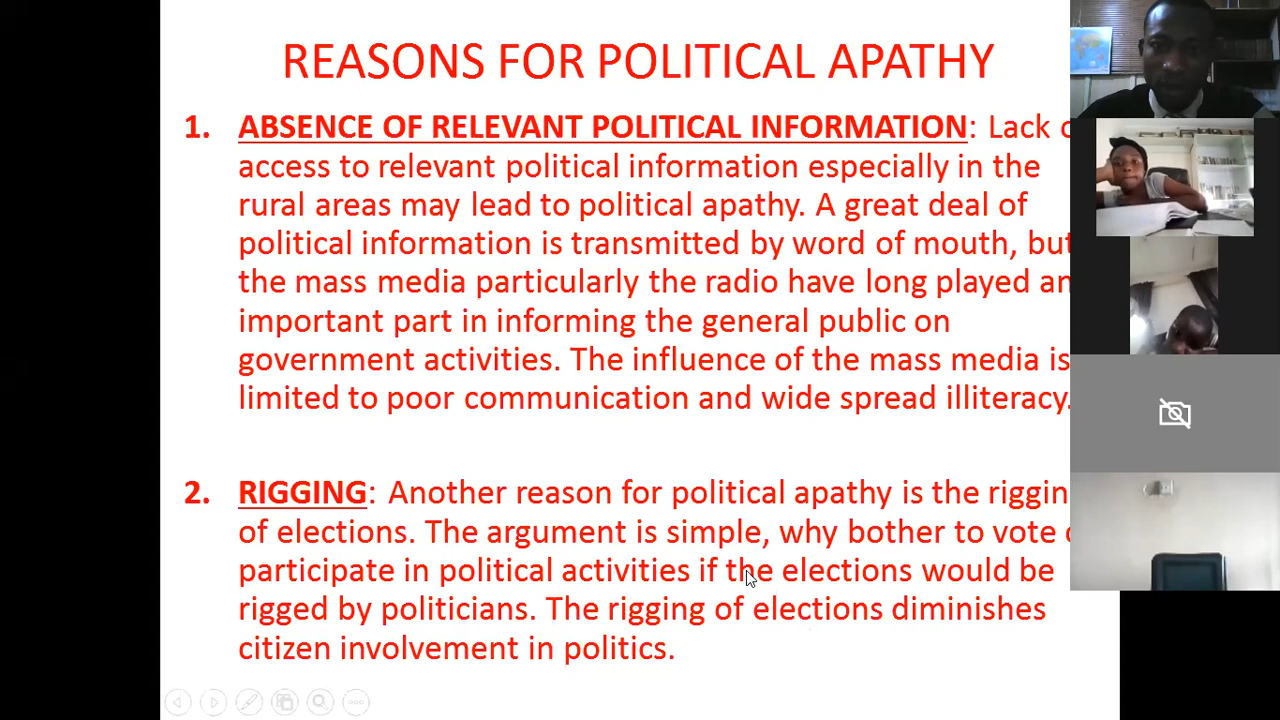 REASONS FOR POLITICAL APATHY
1. ABSENCE OF RELEVANT POLITICAL INFORMATION: Lack
access to relevant political information especially in the
rural areas may lead to political apathy. A great deal of
political information is transmitted by word of mouth, but
the mass media particularly the radio have long played an
important part in informing the general public on
government activities. The influence of the mass media is
limited to poor communication and wide spread illiteracy.
2. RIGGING: Another reason for political apathy is the riggin
of elections. The argument is simple, why bother to vote
participate in political activities if the elections would be
rigged by politicians. The rigging of elections diminishes
citizen involvement in politics.